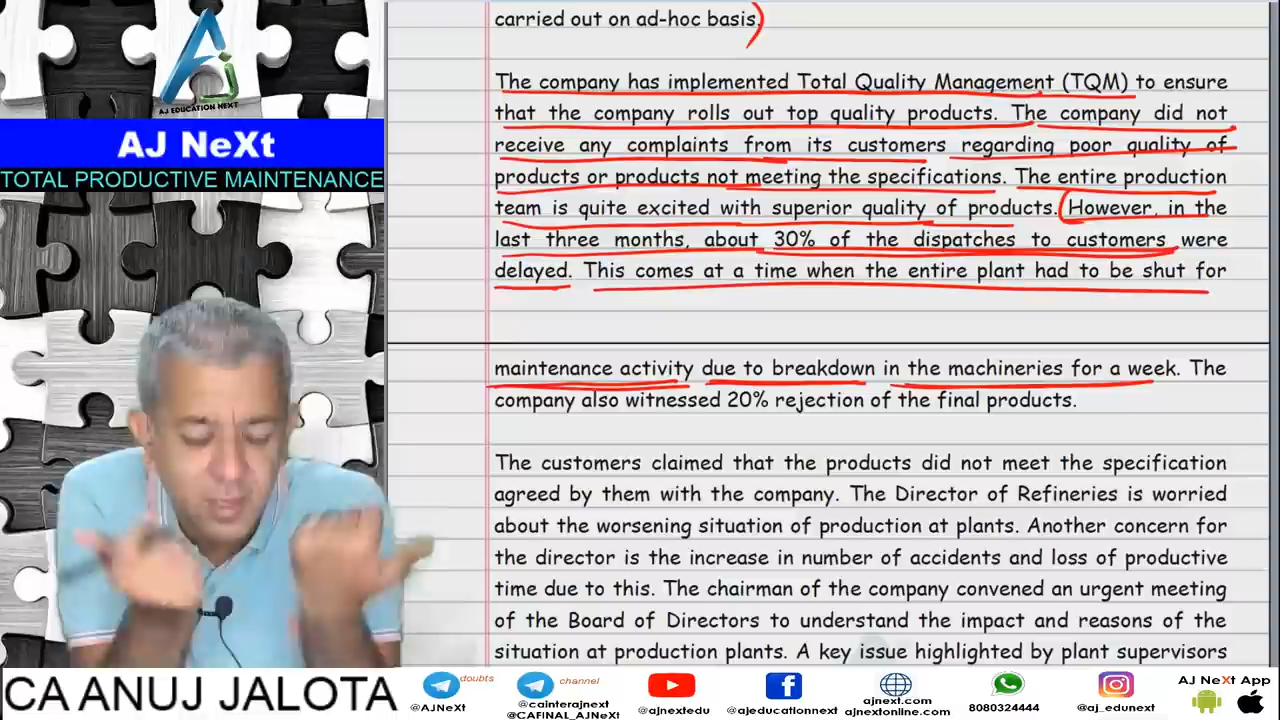 AJ EDUCATION NEXT
AJ NeXt
TOTAL PRODUCTIVE MAINTENANCE
carried out on ad-hoc basis.
The company has implemented Total Quality Management (TQM) to ensure
that the company rolls out top quality products. The company did not
receive any complaints from its customers regarding poor quality of
products or products not meeting the specifications. The entire production
team is quite excited with superior quality of products. However, in the
last three months, about 30% of the dispatches to customers were
delayed. This comes at a time when the entire plant had to be shut for
maintenance activity due to breakdown in the machineries for a week. The
company also witnessed 20% rejection of the final products.
The customers claimed that the products did not meet the specification
agreed by them with the company. The Director of Refineries is worried
about the worsening situation of production at plants. Another concern for
the director is the increase in number of accidents and loss of productive
time due to this. The chairman of the company convened an urgent meeting
of the Board of Directors to understand the impact and reasons of the
situation at production plants. A key issue highlighted by plant supervisors
CA ANUJ JALOTA
doubts
@AJNeXt
channel
@cainterajnext
@CAFINAL_AJNeXt
@ajnextedu
@ajeducationnext
ajnext.com
ajnextonline.com
8080324444
@aj_edunext
AJ NeXt App